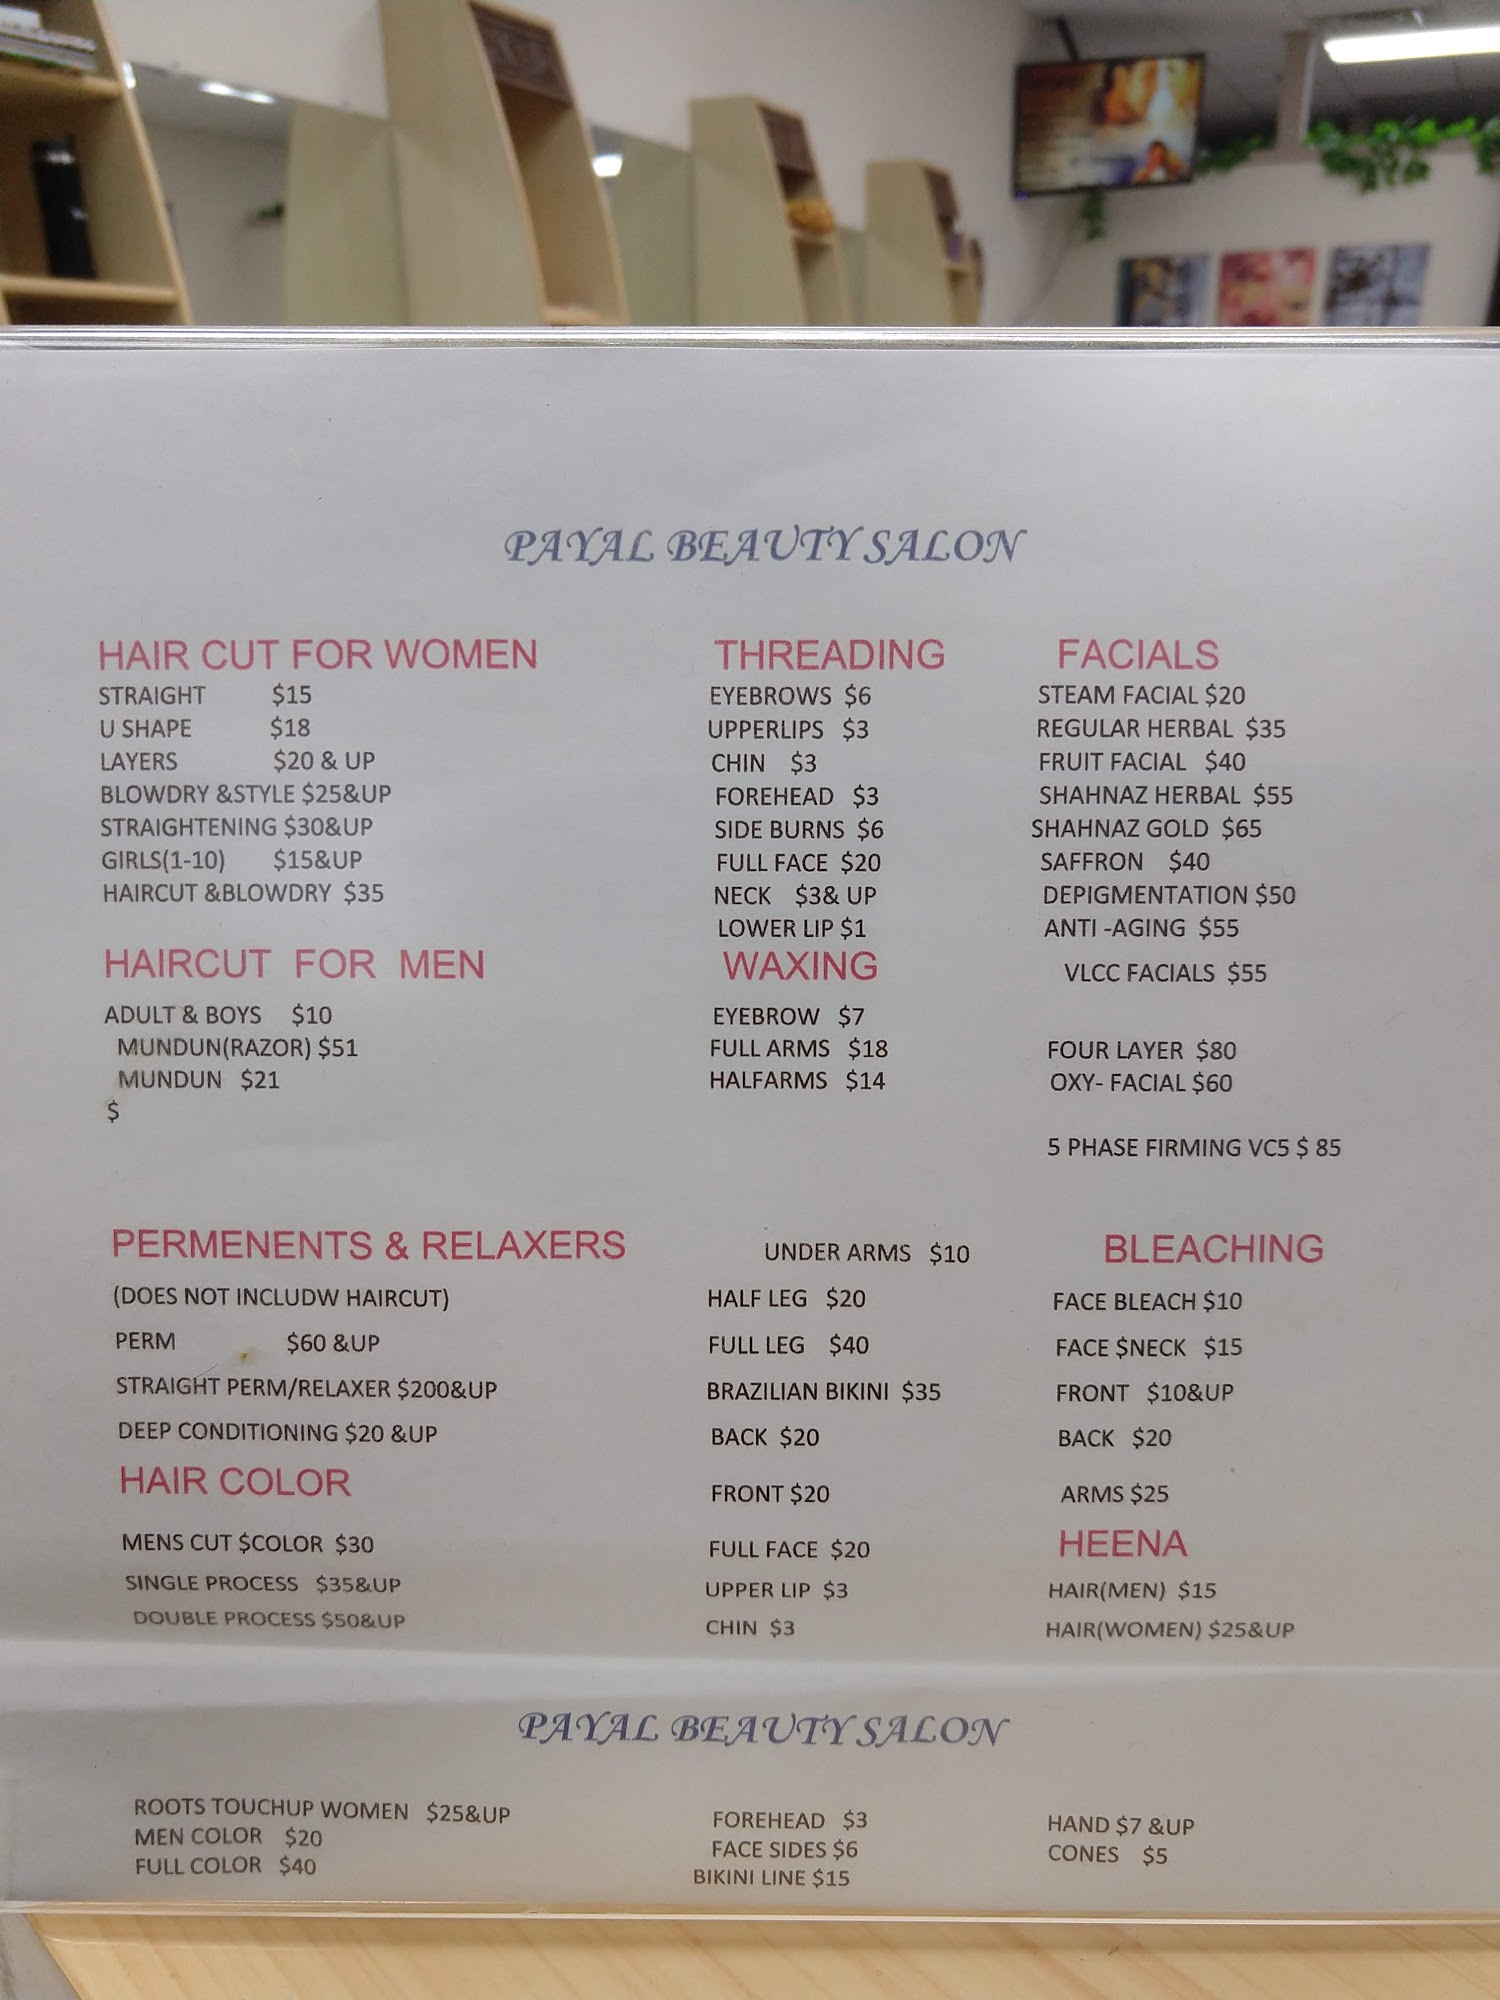 PAYAL BEAUTY SALON
HAIR CUT FOR WOMEN
STRAIGHT $15
U SHAPE $18
LAYERS $20 & UP
BLOWDRY &STYLE $25&UP
STRAIGHTENING $30&UP
GIRLS(1-10) $15&UP
HAIRCUT &BLOWDRY $35
HAIRCUT FOR MEN
ADULT & BOYS $10
MUNDUN(RAZOR) $51
MUNDUN $21
$
PERMENENTS & RELAXERS
(DOES NOT INCLUDW HAIRCUT)
PERM $60 &UP
STRAIGHT PERM/RELAXER $200&UP
DEEP CONDITIONING $20 &UP
HAIR COLOR
MENS CUT $COLOR $30
SINGLE PROCESS $35&UP
DOUBLE PROCESS $50&UP
THREADING
EYEBROWS $6
UPPERLIPS $3
CHIN $3
FOREHEAD $3
SIDE BURNS $6
FULL FACE $20
NECK $3& UP
LOWER LIP $1
WAXING
EYEBROW $7
FULL ARMS $18
HALFARMS $14
UNDER ARMS $10
HALF LEG $20
FULL LEG $40
BRAZILIAN BIKINI $35
BACK $20
FRONT $20
FULL FACE $20
UPPER LIP $3
CHIN $3
FACIALS
STEAM FACIAL $20
REGULAR HERBAL $35
FRUIT FACIAL $40
SHAHNAZ HERBAL $55
SHAHNAZ GOLD $65
SAFFRON $40
DEPIGMENTATION $50
ANTI -AGING $55
VLCC FACIALS $55
FOUR LAYER $80
OXY- FACIAL $60
5 PHASE FIRMING VC5 $ 85
BLEACHING
FACE BLEACH $10
FACE $NECK $15
FRONT $10&UP
BACK $20
ARMS $25
HEENA
HAIR(MEN) $15
HAIR(WOMEN) $25&UP
PAYAL BEAUTY SALON
ROOTS TOUCHUP WOMEN $25&UP
MEN COLOR $20
FULL COLOR $40
FOREHEAD $3
FACE SIDES $6
BIKINI LINE $15
HAND $7 &UP
CONES $5